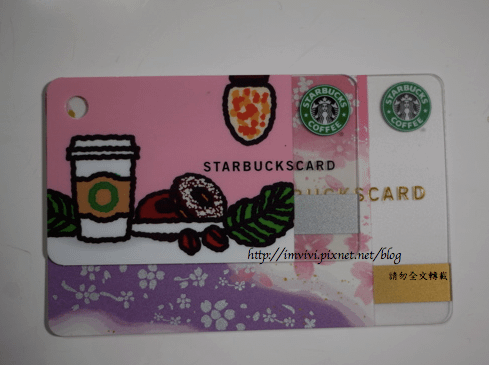 STARBUCKS
COFFEE
STARBUCKS
COFFEE
STARBUCKSCARD
BUCKSCARD
http://imvivi.pixnet.net/blog
請勿全文轉載